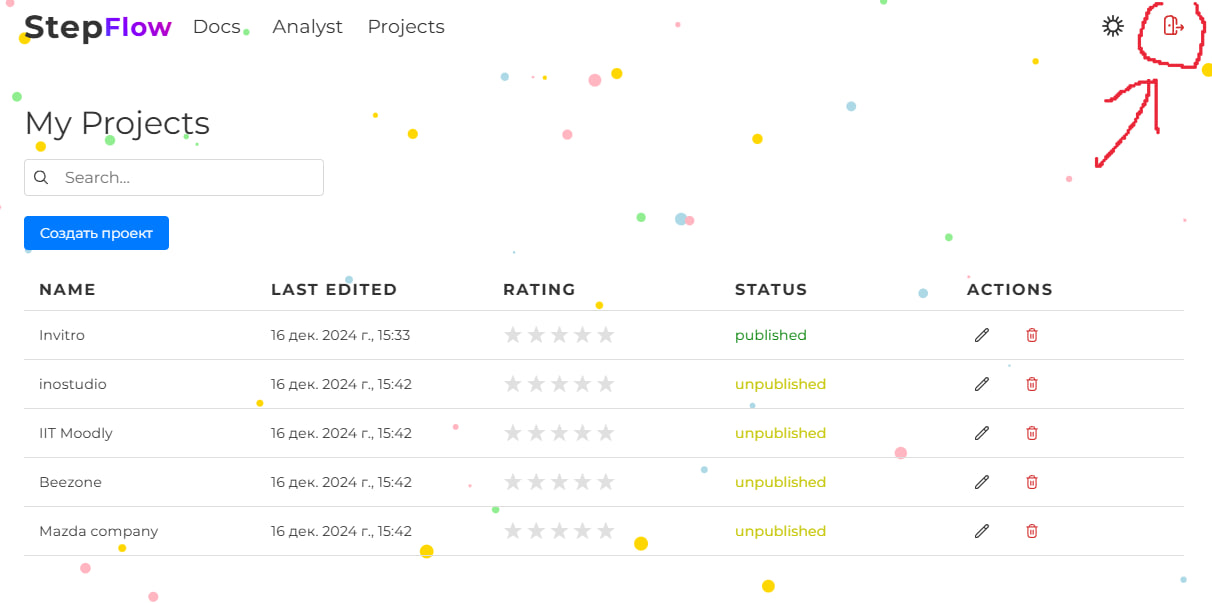 StepFlow Docs Analyst Projects
My Projects
Search...
Создать проект
NAME LAST EDITED RATING STATUS ACTIONS
Invitro 16 дек. 2024 г., 15:33 published
inostudio 16 дек. 2024 г., 15:42 unpublished
IIT Moodly 16 дек. 2024 г., 15:42 unpublished
Beezone 16 дек. 2024 г., 15:42 unpublished
Mazda company 16 дек. 2024 г., 15:42 unpublished